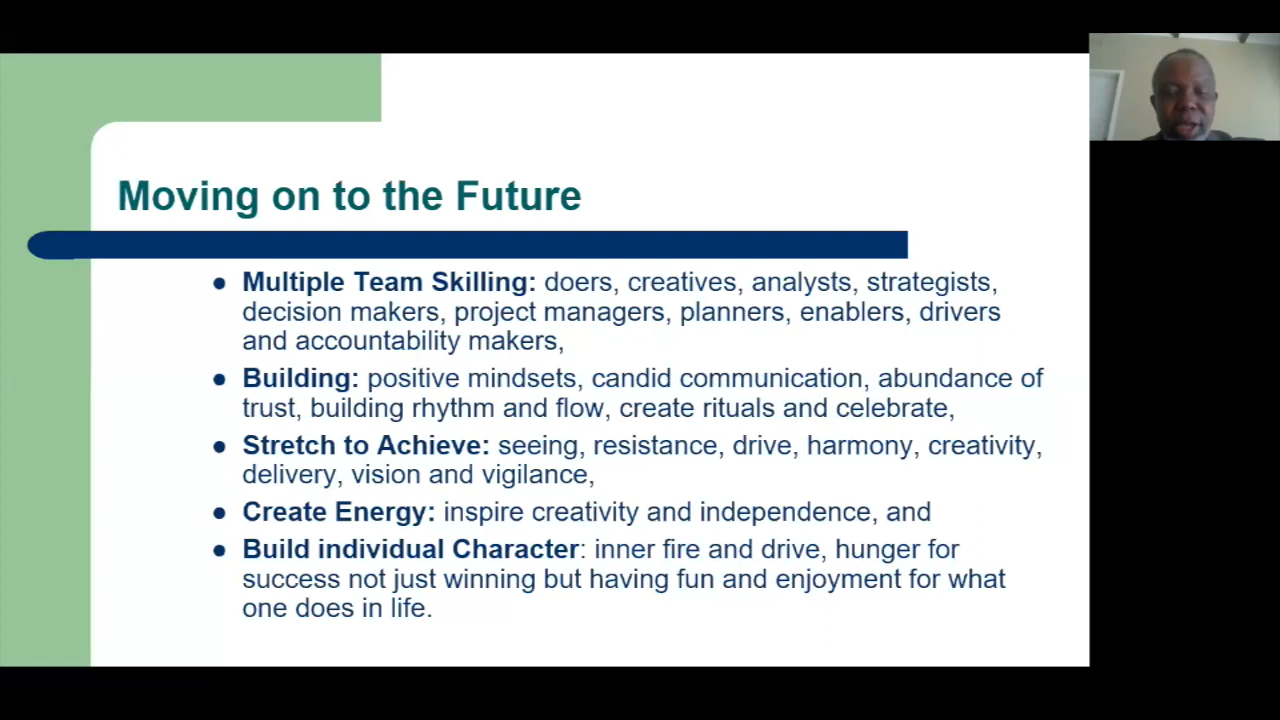 Moving on to the Future
● Multiple Team Skilling: doers, creatives, analysts, strategists,
decision makers, project managers, planners, enablers, drivers
and accountability makers,
● Building: positive mindsets, candid communication, abundance of
trust, building rhythm and flow, create rituals and celebrate,
● Stretch to Achieve: seeing, resistance, drive, harmony, creativity,
delivery, vision and vigilance,
● Create Energy: inspire creativity and independence, and
● Build individual Character: inner fire and drive, hunger for
success not just winning but having fun and enjoyment for what
one does in life.